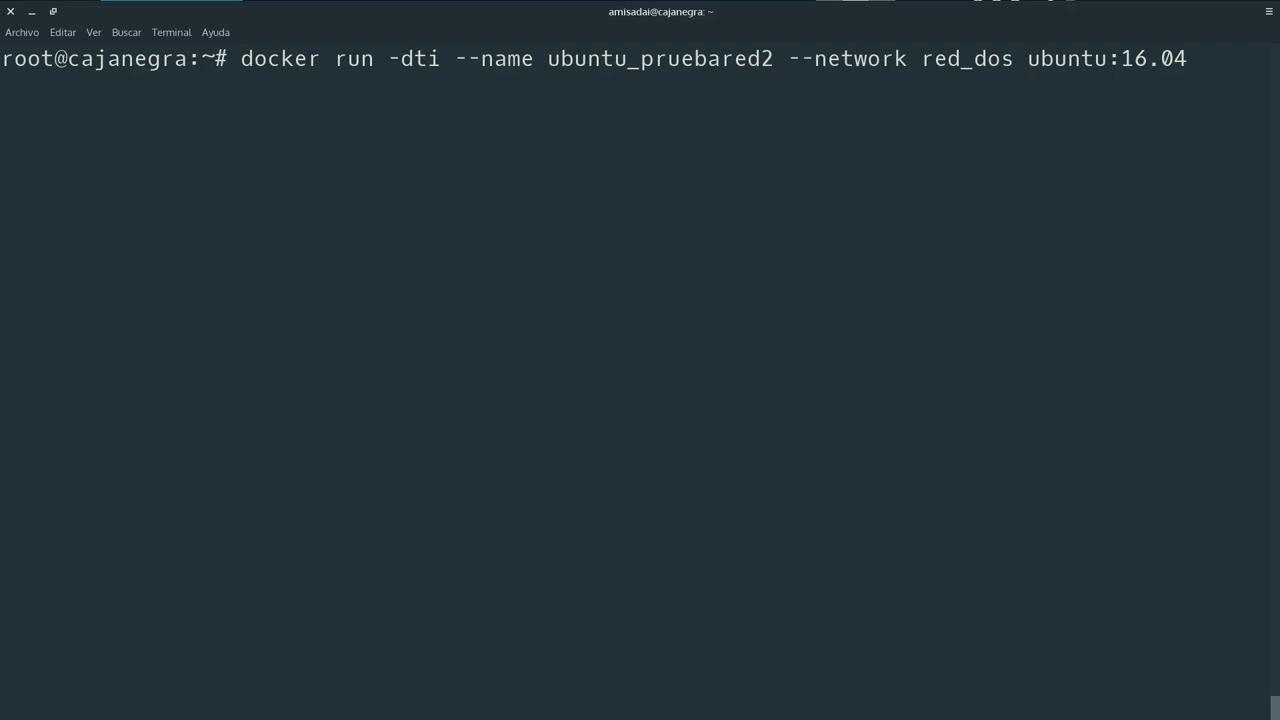 amisadai@cajanegra: ~
Archivo Editar Ver Buscar Terminal Ayuda
root@cajanegra:~# docker run -dti --name ubuntu_pruebared2 --network red_dos ubuntu:16.04